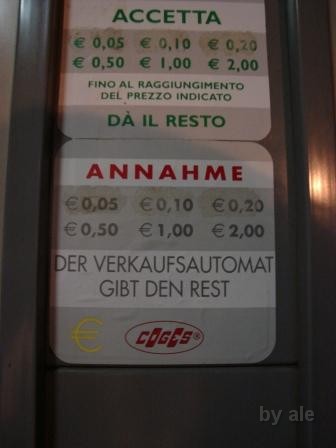 ACCETTA
€ 0,05 € 0,10 € 0,20
€ 0,50 € 1,00 € 2,00
FINO AL RAGGIUNGIMENTO
DEL PREZZO INDICATO
DÀ IL RESTO
ANNAHME
€ 0,05 € 0,10 € 0,20
€ 0,50 € 1,00 € 2,00
DER VERKAUFSAUTOMAT
GIBT DEN REST
€ COGES®
by ale